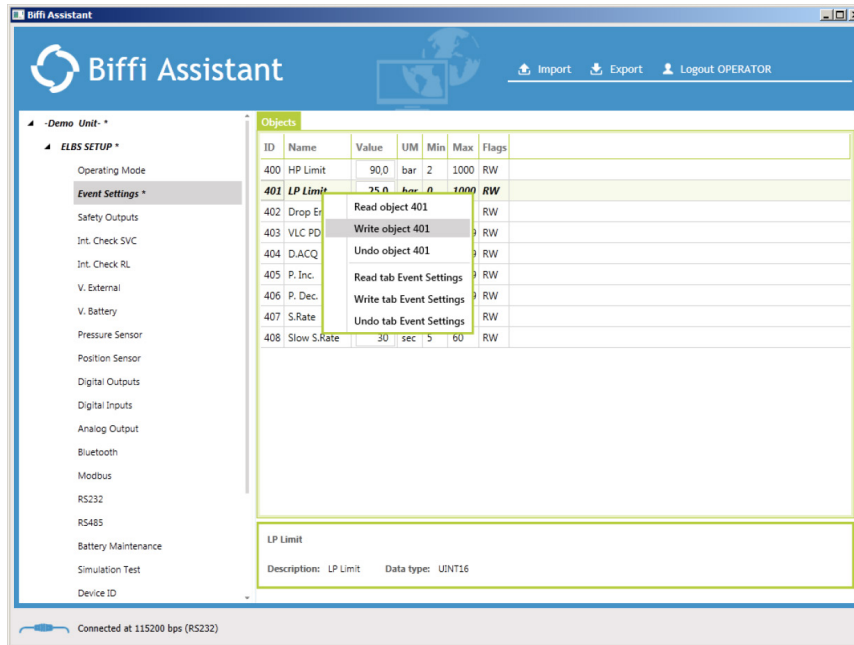 Biffi Assistant
Biffi Assistant
Import Export Logout OPERATOR
-Demo Unit- *
ELBS SETUP *
Operating Mode
Event Settings *
Safety Outputs
Int. Check SVC
Int. Check RL
V. External
V. Battery
Pressure Sensor
Position Sensor
Digital Outputs
Digital Inputs
Analog Output
Bluetooth
Modbus
RS232
RS485
Battery Maintenance
Simulation Test
Device ID
Objects
ID Name Value UM Min Max Flags
400 HP Limit 90,0 bar 2 1000 RW
401 LP Limit 25,0 bar 0 1000 RW
402 Drop RW
403 VLC PD RW
404 D.ACQ RW
405 P. Inc. RW
406 P. Dec. RW
407 S.Rate RW
408 Slow S.Rate 30 sec 5 60 RW
Read object 401
Write object 401
Undo object 401
Read tab Event Settings
Write tab Event Settings
Undo tab Event Settings
LP Limit
Description: LP Limit Data type: UINT16
Connected at 115200 bps (RS232)